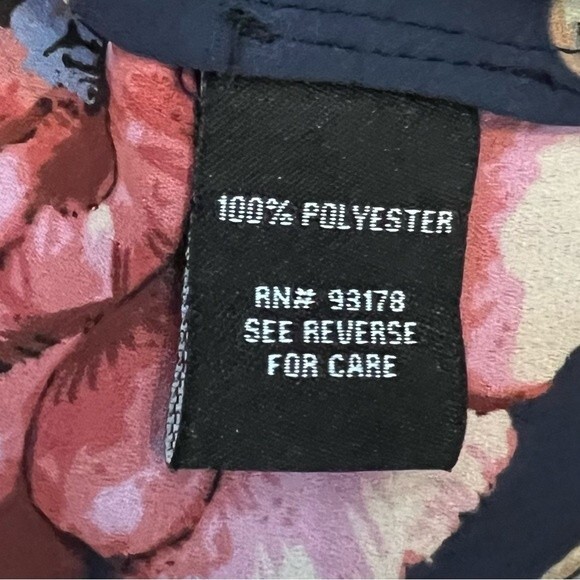 100% POLYESTER
RN# 93178
SEE REVERSE
FOR CARE